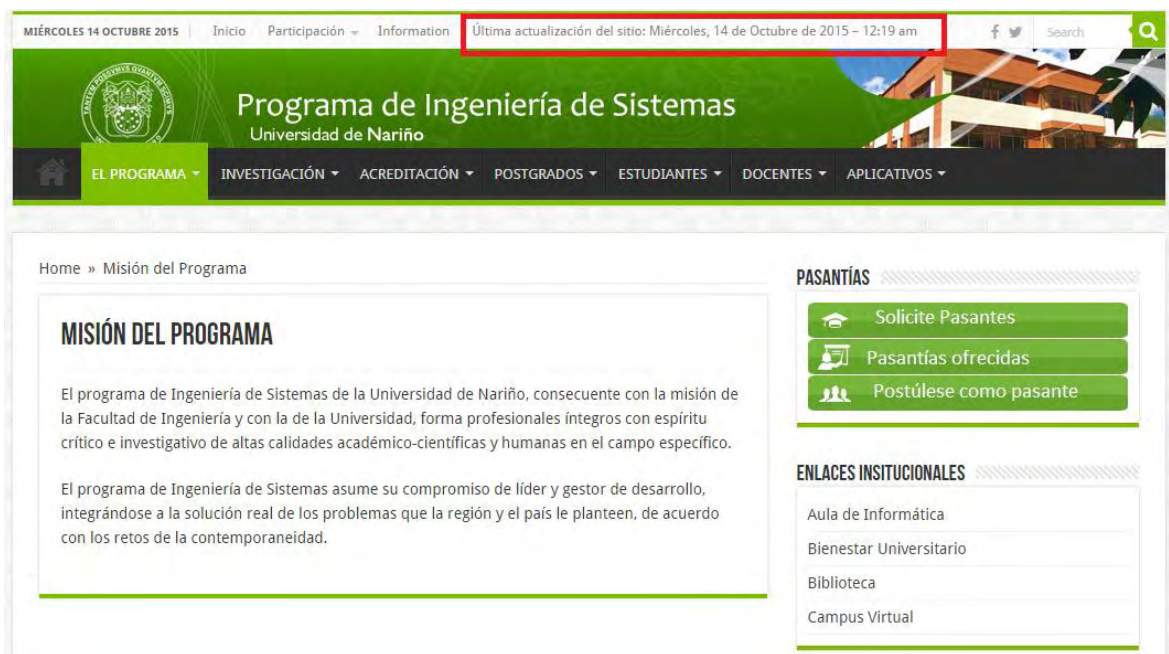 MIÉRCOLES 14 OCTUBRE 2015 Inicio Participación Information Última actualización del sitio: Miércoles, 14 de Octubre de 2015 – 12:19 am Search
Programa de Ingeniería de Sistemas
Universidad de Nariño
EL PROGRAMA INVESTIGACIÓN ACREDITACIÓN POSTGRADOS ESTUDIANTES DOCENTES APLICATIVOS
Home » Misión del Programa
MISIÓN DEL PROGRAMA
El programa de Ingeniería de Sistemas de la Universidad de Nariño, consecuente con la misión de
la Facultad de Ingeniería y con la de la Universidad, forma profesionales íntegros con espíritu
crítico e investigativo de altas calidades académico-científicas y humanas en el campo específico.
El programa de Ingeniería de Sistemas asume su compromiso de líder y gestor de desarrollo,
integrándose a la solución real de los problemas que la región y el país le planteen, de acuerdo
con los retos de la contemporaneidad.
PASANTÍAS
Solicite Pasantes
Pasantías ofrecidas
Postúlese como pasante
ENLACES INSITUCIONALES
Aula de Informática
Bienestar Universitario
Biblioteca
Campus Virtual